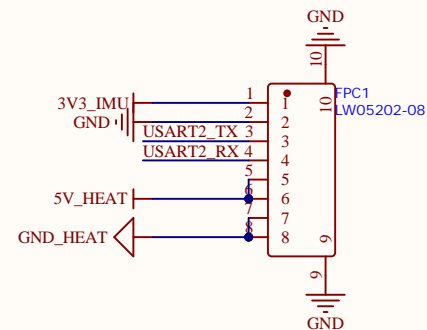 GND
10
FPC1
LW05202-08
10
3V3_IMU 1 1
GND 2 2
USART2_TX 3 3
USART2_RX 4 4
5 5
5V_HEAT 6 6
7 7
GND_HEAT 8 8
9
9
GND